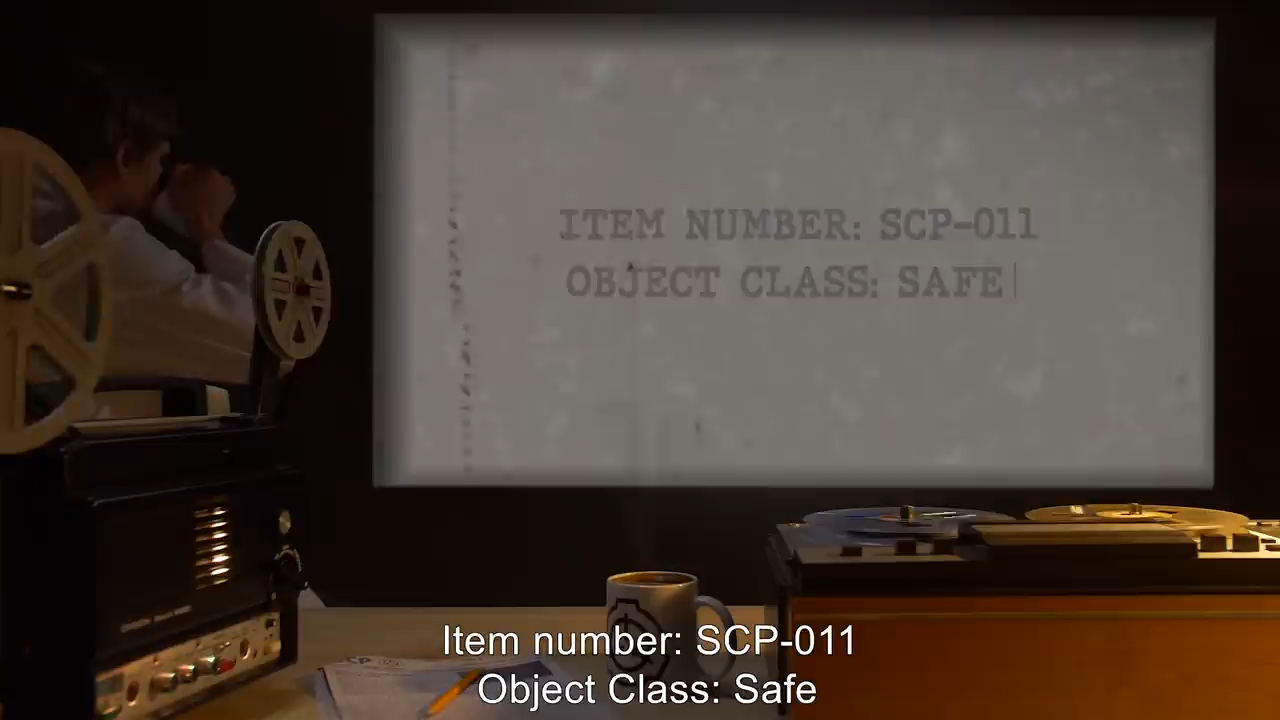 ITEM NUMBER: SCP-011
OBJECT CLASS: SAFE
Item number: SCP-011
Object Class: Safe